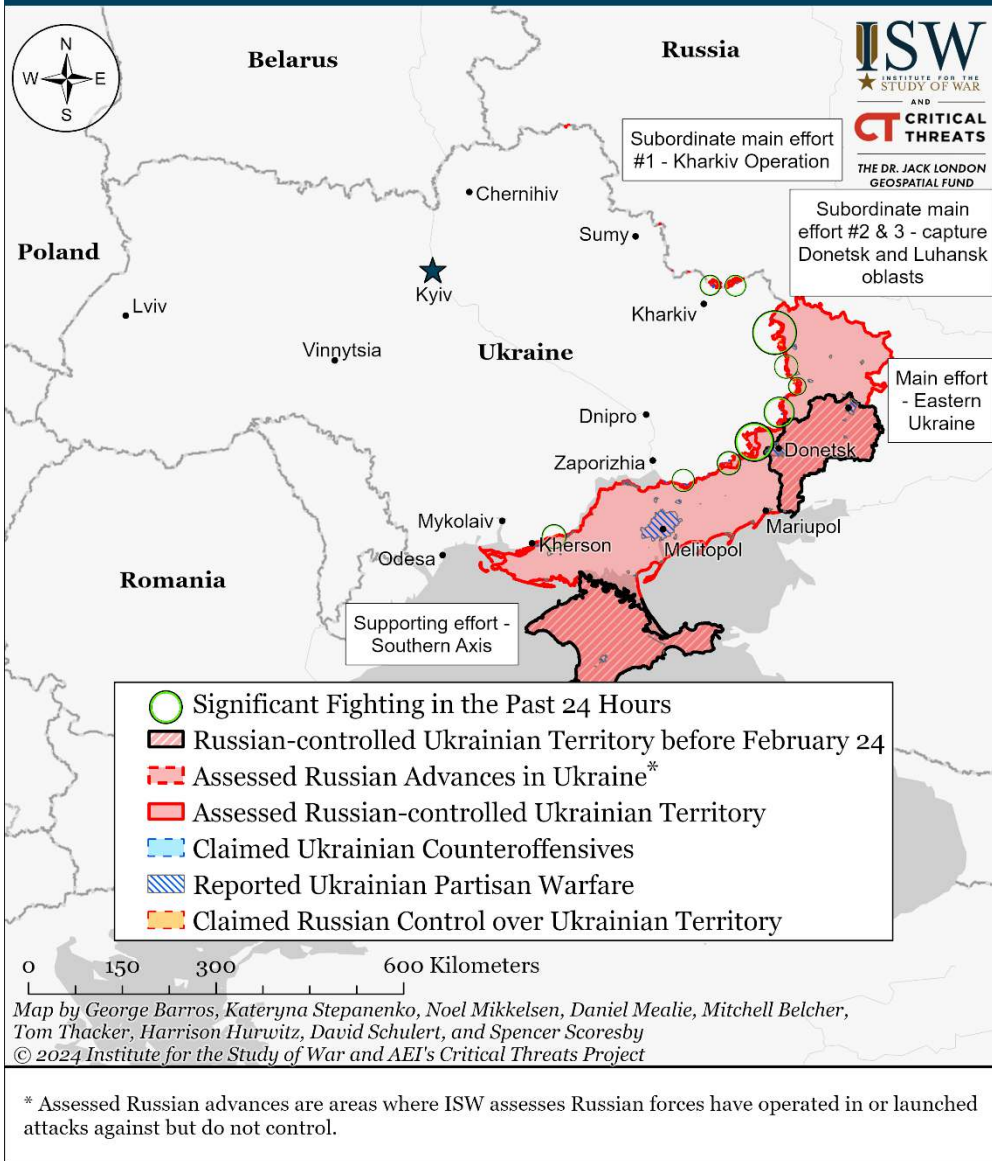 N
W
E
S
Belarus
Russia
ISW
INSTITUTE FOR THE
STUDY OF WAR
AND
CT CRITICAL
THREATS
THE DR. JACK LONDON
GEOSPATIAL FUND
Subordinate main effort
#1 - Kharkiv Operation
Subordinate main
effort #2 & 3 - capture
Donetsk and Luhansk
oblasts
Chernihiv
Sumy
Poland
Kyiv
Lviv
Kharkiv
Vinnytsia
Ukraine
Main effort
- Eastern
Ukraine
Dnipro
Donetsk
Zaporizhia
Mykolaiv
Mariupol
Kherson
Melitopol
Odesa
Romania
Supporting effort -
Southern Axis
Significant Fighting in the Past 24 Hours
Russian-controlled Ukrainian Territory before February 24
Assessed Russian Advances in Ukraine*
Assessed Russian-controlled Ukrainian Territory
Claimed Ukrainian Counteroffensives
Reported Ukrainian Partisan Warfare
Claimed Russian Control over Ukrainian Territory
0 150 300 600 Kilometers
Map by George Barros, Kateryna Stepanenko, Noel Mikkelsen, Daniel Mealie, Mitchell Belcher,
Tom Thacker, Harrison Hurwitz, David Schulert, and Spencer Scoresby
© 2024 Institute for the Study of War and AEI's Critical Threats Project
* Assessed Russian advances are areas where ISW assesses Russian forces have operated in or launched
attacks against but do not control.